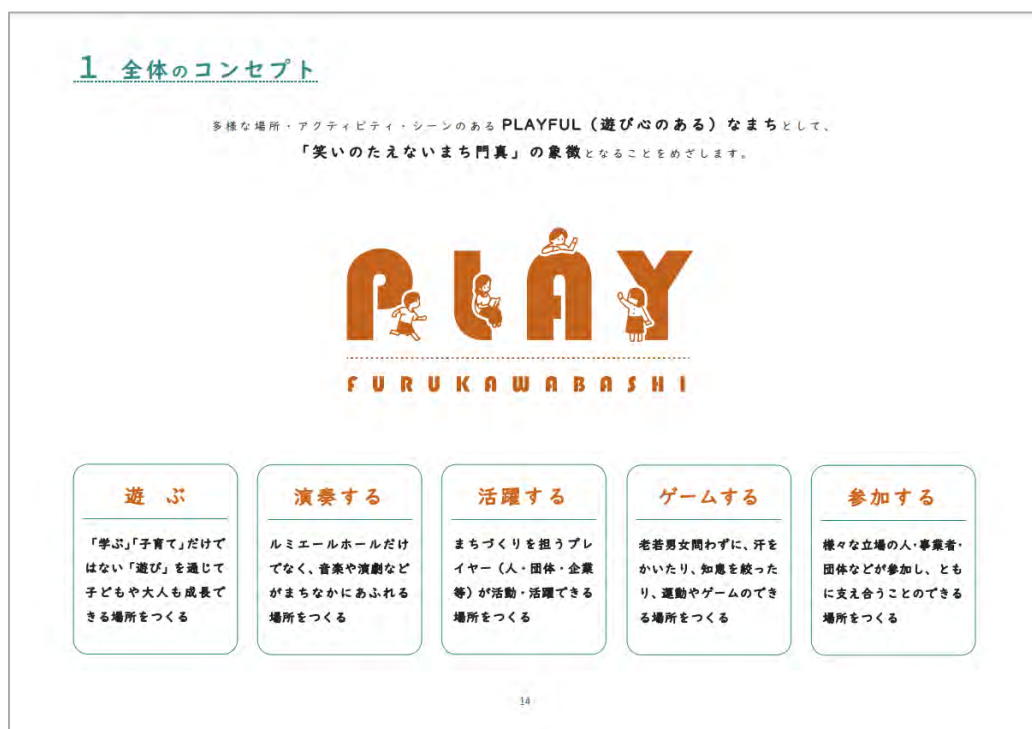 1 全体のコンセプト
多様な場所・アクティビティ・シーンのある PLAYFUL（遊び心のある）なまちとして、
「笑いのたえないまち門真」の象徴となることをめざします。
PLAY
FURUKAWABASHI
遊ぶ
「学ぶ」「子育て」だけで
はない「遊び」を通じて
子どもや大人も成長で
きる場所をつくる
演奏する
ルミエールホールだけ
でなく、音楽や演劇など
がまちなかにあふれる
場所をつくる
活躍する
まちづくりを担うプレ
イヤー（人・団体・企業
等）が活動・活躍できる
場所をつくる
ゲームする
老若男女問わずに、汗を
かいたり、知恵を絞った
り、運動やゲームのでき
る場所をつくる
参加する
様々な立場の人・事業者・
団体などが参加し、とも
に支え合うことのできる
場所をつくる
14